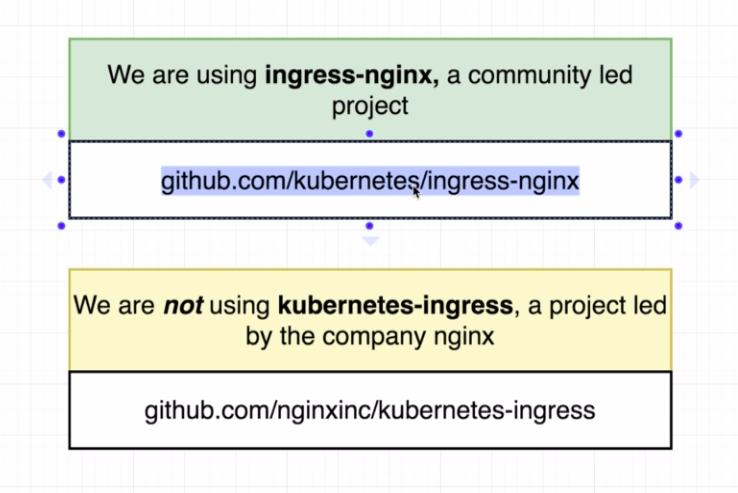 We are using ingress-nginx, a community led
project
github.com/kubernetes/ingress-nginx
We are not using kubernetes-ingress, a project led
by the company nginx
github.com/nginxinc/kubernetes-ingress